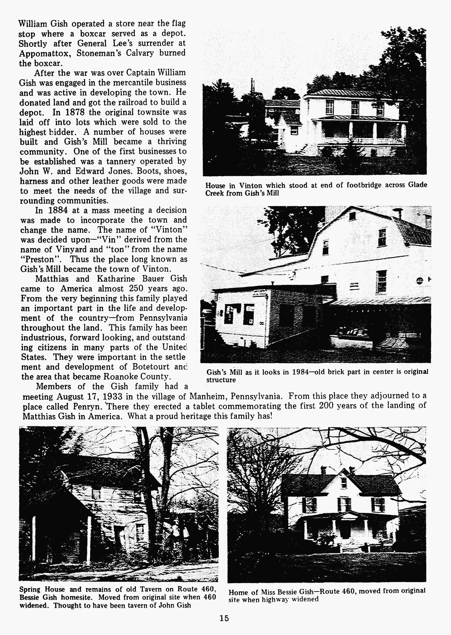 William Gish operated a store near the flag
stop where a boxcar served as a depot.
Shortly after General Lee's surrender at
Appomattox, Stoneman's Calvary burned
the boxcar.
After the war was over Captain William
Gish was engaged in the mercantile business
and was active in developing the town. He
donated land and got the railroad to build a
depot. In 1878 the original townsite was
laid off into lots which were sold to the
highest bidder. A number of houses were
built and Gish's Mill became a thriving
community. One of the first businesses to
be established was a tannery operated by
John W. and Edward Jones. Boots, shoes,
harness and other leather goods were made
to meet the needs of the village and sur-
rounding communities.
In 1884 at a mass meeting a decision
was made to incorporate the town and
change the name. The name of "Vinton"
was decided upon—"Vin" derived from the
name of Vinyard and "ton" from the name
"Preston". Thus the place long known as
Gish's Mill became the town of Vinton.
Matthias and Katharine Bauer Gish
came to America almost 250 years ago.
From the very beginning this family played
an important part in the life and develop-
ment of the country—from Pennsylvania
throughout the land. This family has been
industrious, forward looking, and outstand
ing citizens in many parts of the United
States. They were important in the settle
ment and development of Botetourt and
the area that became Roanoke County.
Members of the Gish family had a
meeting August 17, 1933 in the village of Manheim, Pennsylvania. From this place they adjourned to a
place called Penryn. There they erected a tablet commemorating the first 200 years of the landing of
Matthias Gish in America. What a proud heritage this family has!
House in Vinton which stood at end of footbridge across Glade
Creek from Gish's Mill
Gish's Mill as it looks in 1984—old brick part in center is original
structure
Spring House and remains of old Tavern on Route 460,
Bessie Gish homesite. Moved from original site when 460
widened. Thought to have been tavern of John Gish
Home of Miss Bessie Gish—Route 460, moved from original
site when highway widened
15